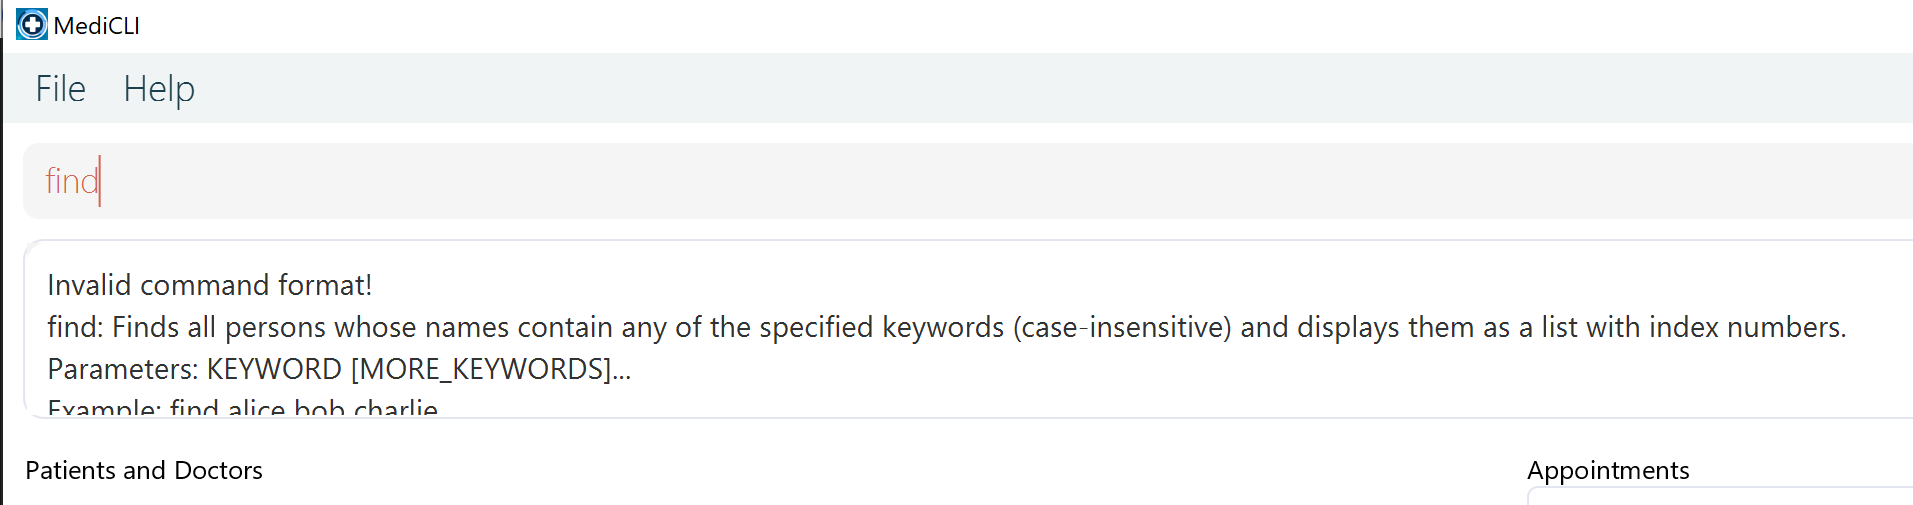 MediCLI
File Help
find
Invalid command format!
find: Finds all persons whose names contain any of the specified keywords (case-insensitive) and displays them as a list with index numbers.
Parameters: KEYWORD [MORE_KEYWORDS]...
Example: find alice bob charlie
Patients and Doctors
Appointments